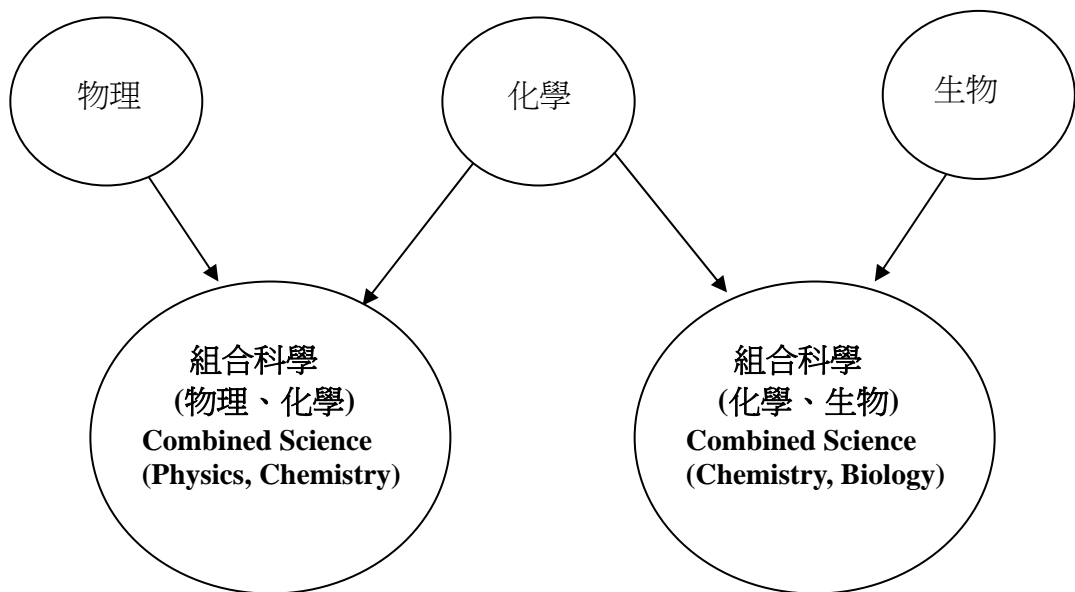 物理
化學
生物
組合科學
(物理、化學)
Combined Science
(Physics, Chemistry)
組合科學
(化學、生物)
Combined Science
(Chemistry, Biology)